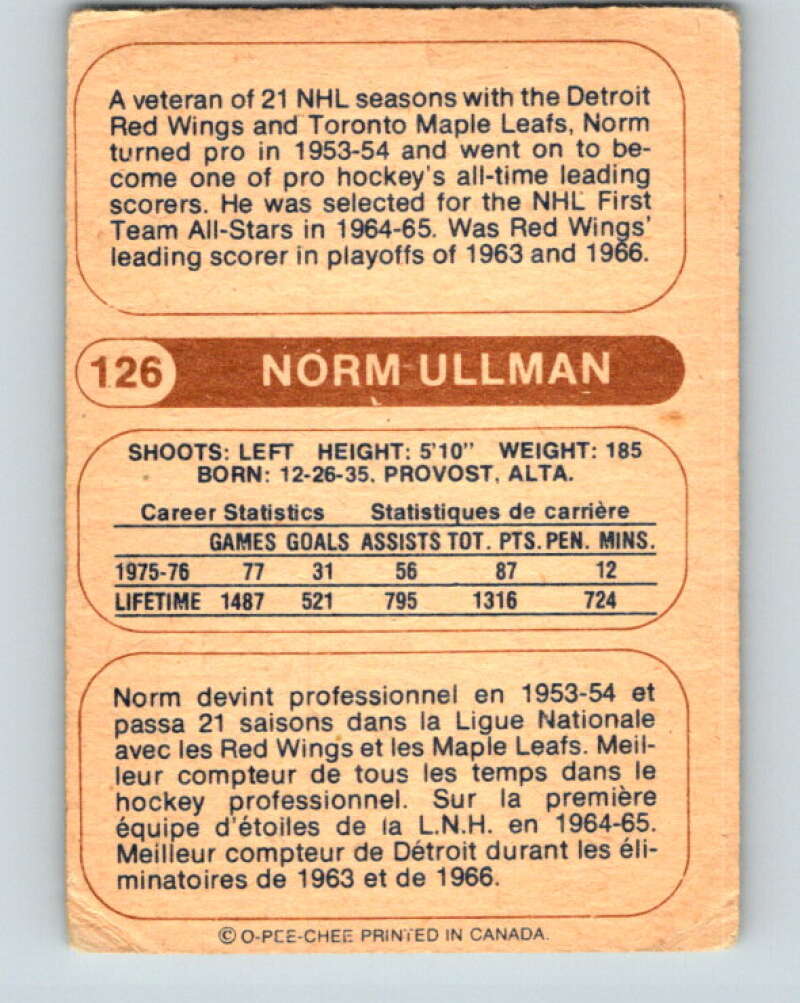 A veteran of 21 NHL seasons with the Detroit
Red Wings and Toronto Maple Leafs, Norm
turned pro in 1953-54 and went on to be-
come one of pro hockey's all-time leading
scorers. He was selected for the NHL First
Team All-Stars in 1964-65. Was Red Wings'
leading scorer in playoffs of 1963 and 1966.
126 NORM ULLMAN
SHOOTS: LEFT HEIGHT: 5'10" WEIGHT: 185
BORN: 12-26-35. PROVOST, ALTA.
Career Statistics Statistiques de carrière
GAMES GOALS ASSISTS TOT. PTS. PEN. MINS.
1975-76 77 31 56 87 12
LIFETIME 1487 521 795 1316 724
Norm devint professionnel en 1953-54 et
passa 21 saisons dans la Ligue Nationale
avec les Red Wings et les Maple Leafs. Meil-
leur compteur de tous les temps dans le
hockey professionnel. Sur la première
équipe d'étoiles de la L.N.H. en 1964-65.
Meilleur compteur de Détroit durant les éli-
minatoires de 1963 et de 1966.
© O-PEE-CHEE PRINTED IN CANADA.